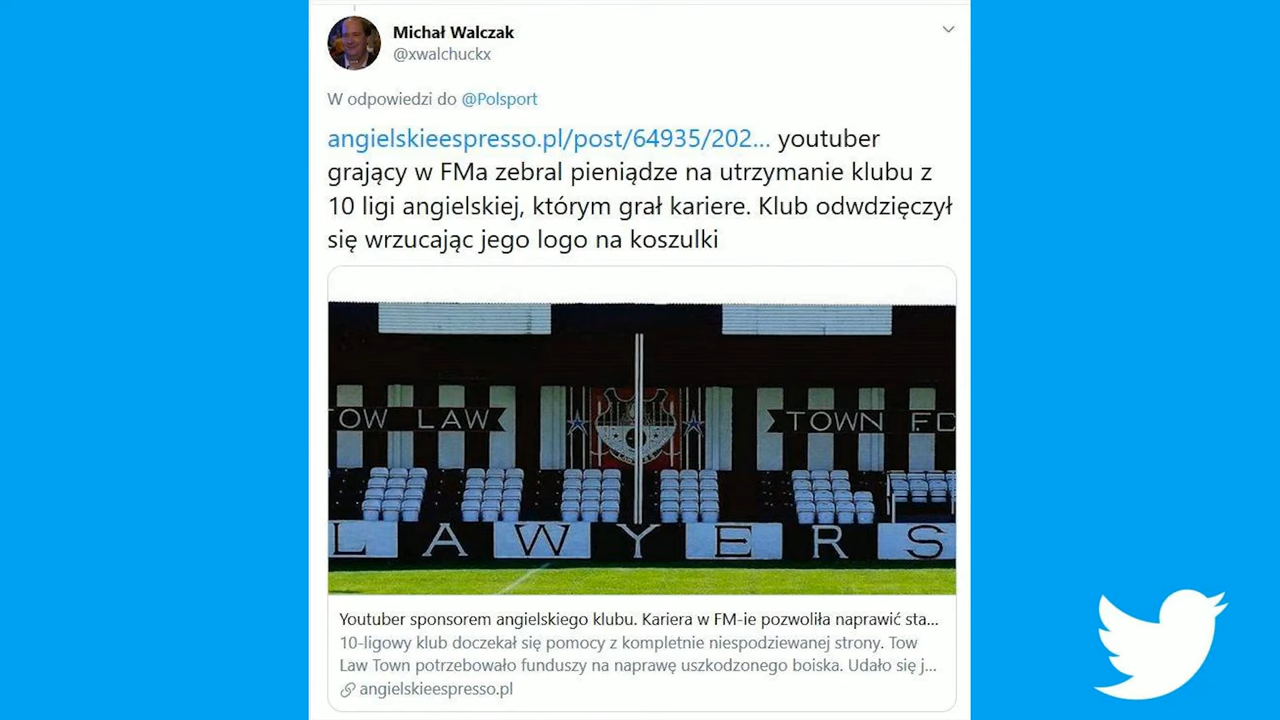 Michał Walczak
@xwalchuckx
W odpowiedzi do @Polsport
angielskieespresso.pl/post/64935/202... youtuber
grający w FMa zebral pieniądze na utrzymanie klubu z
10 ligi angielskiej, którym grał kariere. Klub odwdzięczył
się wrzucając jego logo na koszulki
TOW LAW TOWN FC
LAWYERS
Youtuber sponsorem angielskiego klubu. Kariera w FM-ie pozwoliła naprawić sta...
10-ligowy klub doczekał się pomocy z kompletnie niespodziewanej strony. Tow
Law Town potrzebowało funduszy na naprawę uszkodzonego boiska. Udało się j...
angielskieespresso.pl